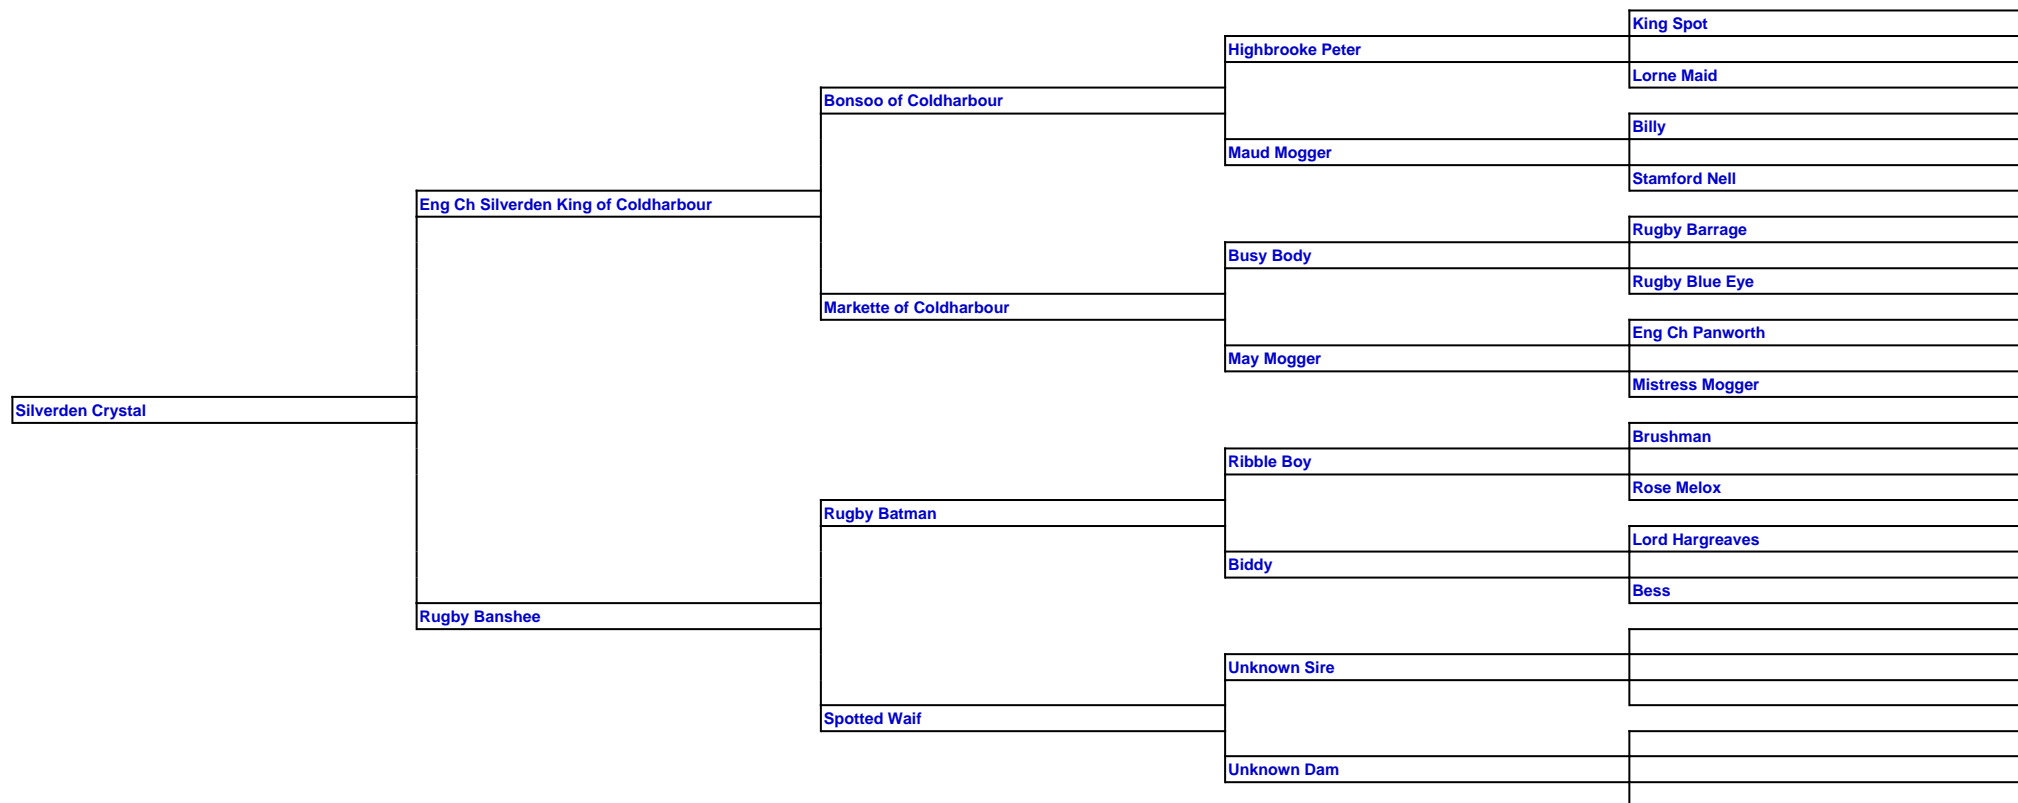 King Spot
Highbrooke Peter
Lorne Maid
Bonsoo of Coldharbour
Billy
Maud Mogger
Stamford Nell
Eng Ch Silverden King of Coldharbour
Rugby Barrage
Busy Body
Rugby Blue Eye
Markette of Coldharbour
Eng Ch Panworth
May Mogger
Mistress Mogger
Silverden Crystal
Brushman
Ribble Boy
Rose Melox
Rugby Batman
Lord Hargreaves
Biddy
Bess
Rugby Banshee
Unknown Sire
Spotted Waif
Unknown Dam